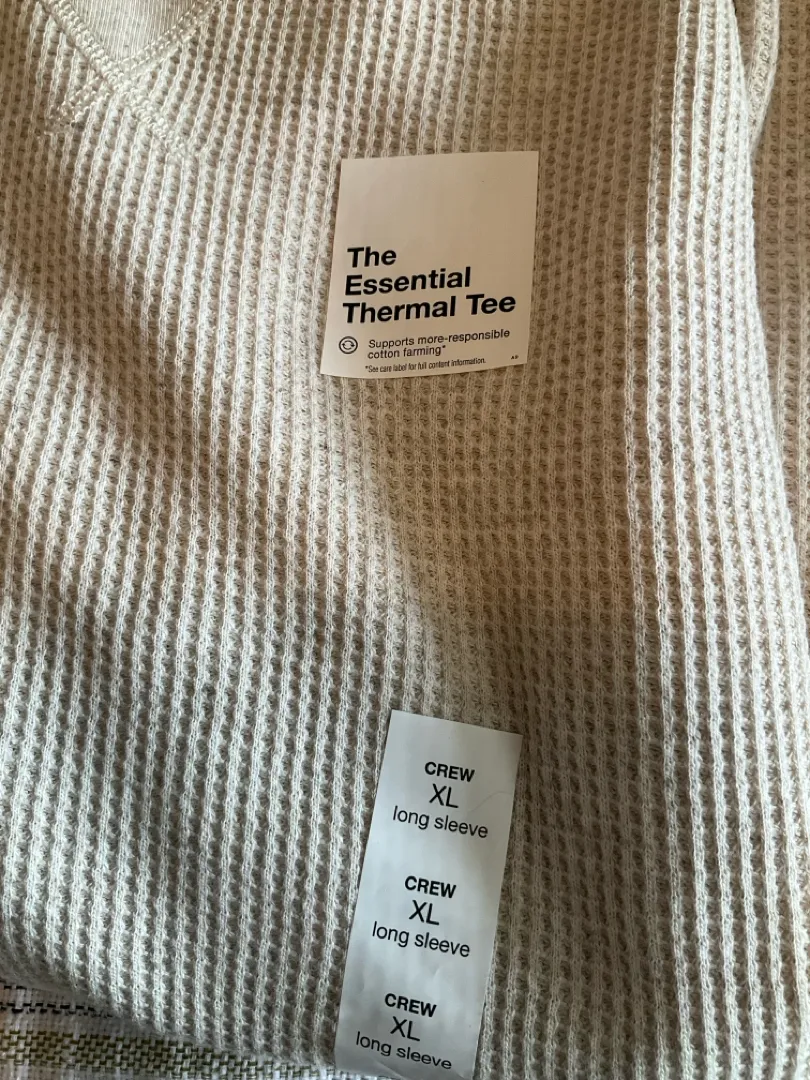 The
Essential
Thermal Tee
Supports more-responsible
cotton farming*
*See care label for full content information.
CREW
XL
long sleeve
CREW
XL
long sleeve
CREW
XL
long sleeve